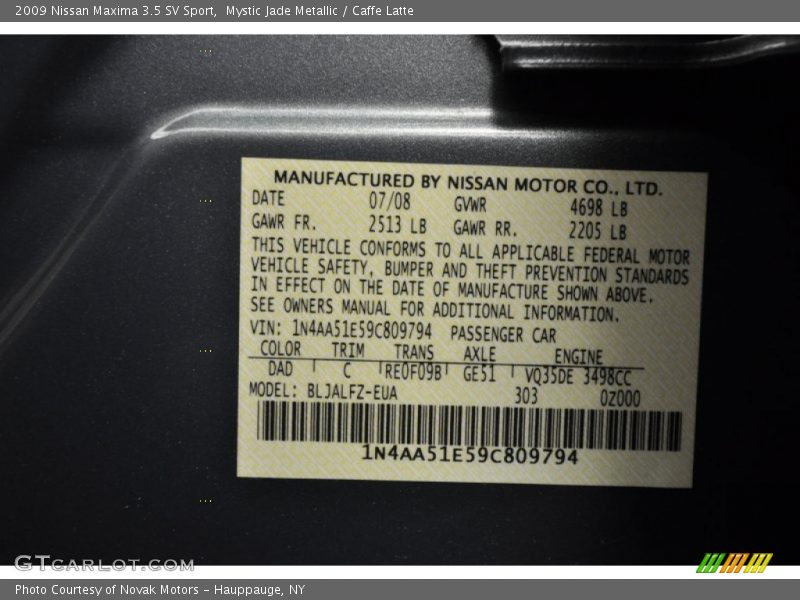 2009 Nissan Maxima 3.5 SV Sport,  Mystic Jade Metallic / Caffe Latte
MANUFACTURED BY NISSAN MOTOR CO., LTD.
DATE 07/08 GVWR 4698 LB
GAWR FR. 2513 LB GAWR RR. 2205 LB
THIS VEHICLE CONFORMS TO ALL APPLICABLE FEDERAL MOTOR
VEHICLE SAFETY, BUMPER AND THEFT PREVENTION STANDARDS
IN EFFECT ON THE DATE OF MANUFACTURE SHOWN ABOVE.
SEE OWNERS MANUAL FOR ADDITIONAL INFORMATION.
VIN: 1N4AA51E59C809794 PASSENGER CAR
COLOR TRIM TRANS AXLE ENGINE
DAD C RE0F09B GE51 VQ35DE 3498CC
MODEL: BLJALFZ-EUA 303 0Z000
1N4AA51E59C809794
GTCARLOT.COM
Photo Courtesy of Novak Motors - Hauppauge, NY